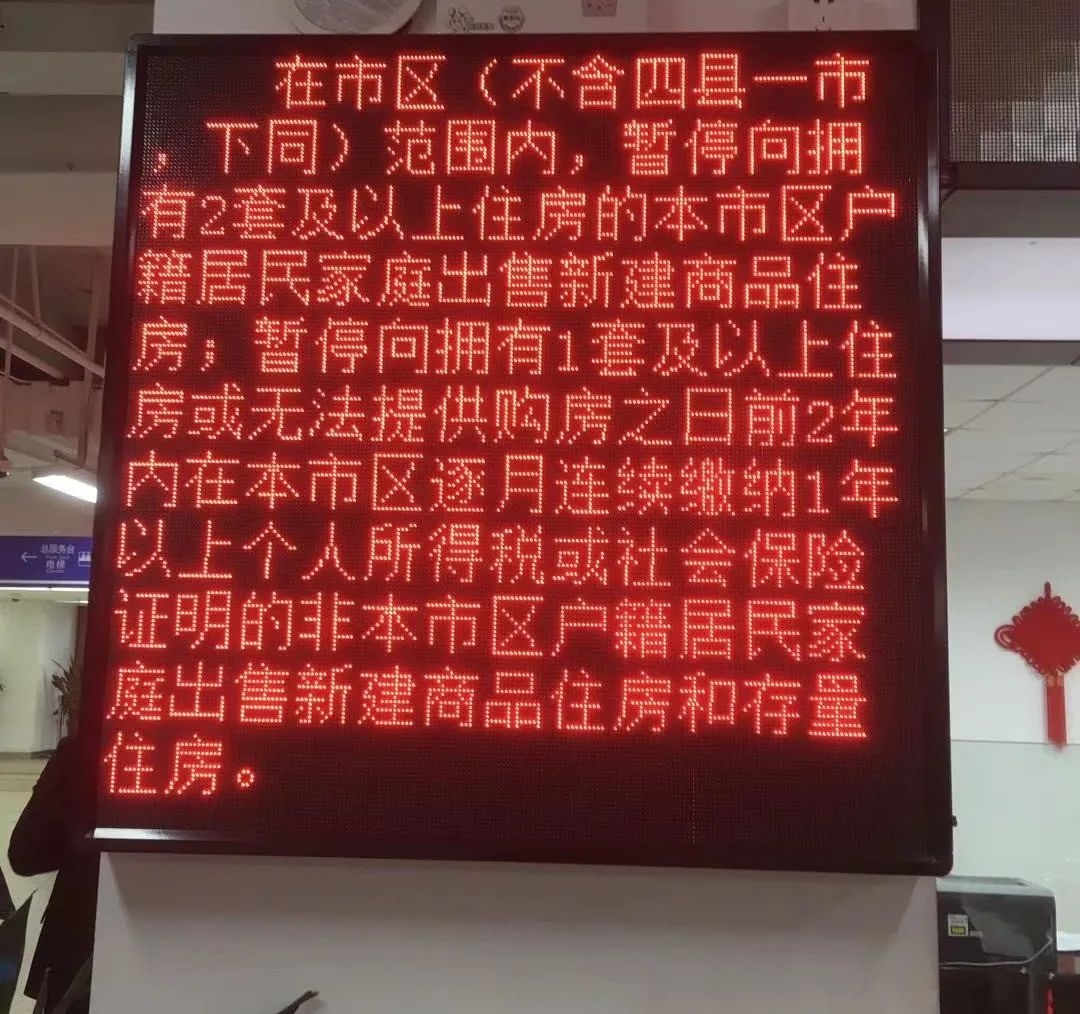 在市区（不含四县一市
，下同）范围内，暂停向拥
有2套及以上住房的本市区户
籍居民家庭出售新建商品住
房；暂停向拥有1套及以上住
房或无法提供购房之日前2年
内在本市区逐月连续缴纳1年
以上个人所得税或社会保险
证明的非本市区户籍居民家
庭出售新建商品住房和存量
住房。
总服务台
电梯